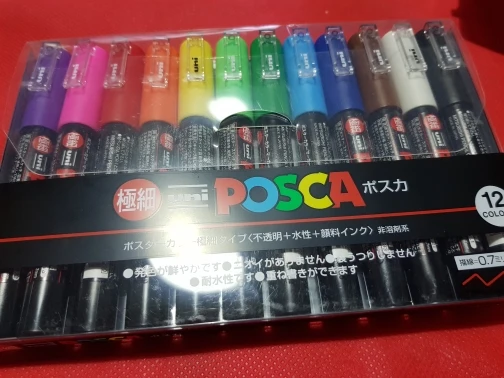 極細 uni POSCA ポスカ
12
COLO
ポスターカラー 極細タイプ〈不透明+水性+顔料インク〉非溶剤系
●発色が鮮やかです●ニオイがありません●裏うつりしません
●耐水性です●重ね書きができます
描線=0.7ミリ